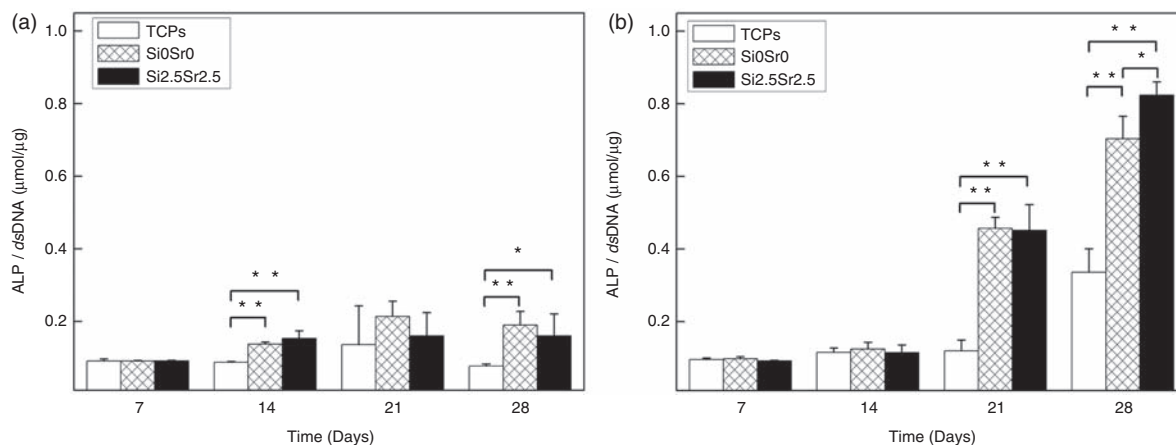 (a)
TCPs
Si0Sr0
Si2.5Sr2.5
ALP / dsDNA (μmol/μg)
1.0
0.8
0.6
0.4
0.2
* *
* *
*
* *
7 14 21 28
Time (Days)
(b)
TCPs
Si0Sr0
Si2.5Sr2.5
ALP / dsDNA (μmol/μg)
1.0
0.8
0.6
0.4
0.2
* *
*
* *
* *
* *
7 14 21 28
Time (Days)